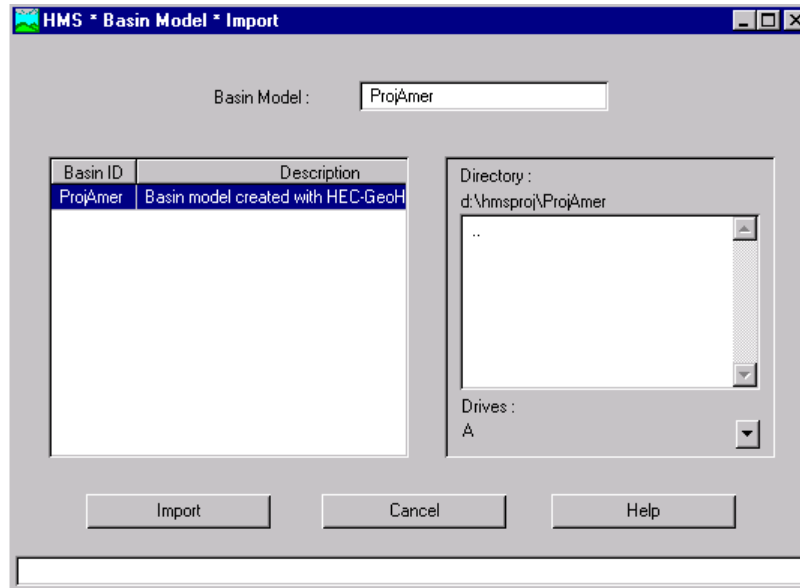 HMS * Basin Model * Import
Basin Model : ProjAmer
Basin ID Description
ProjAmer Basin model created with HEC-GeoH
Directory :
d:\hmsproj\ProjAmer
..
Drives :
A
Import Cancel Help